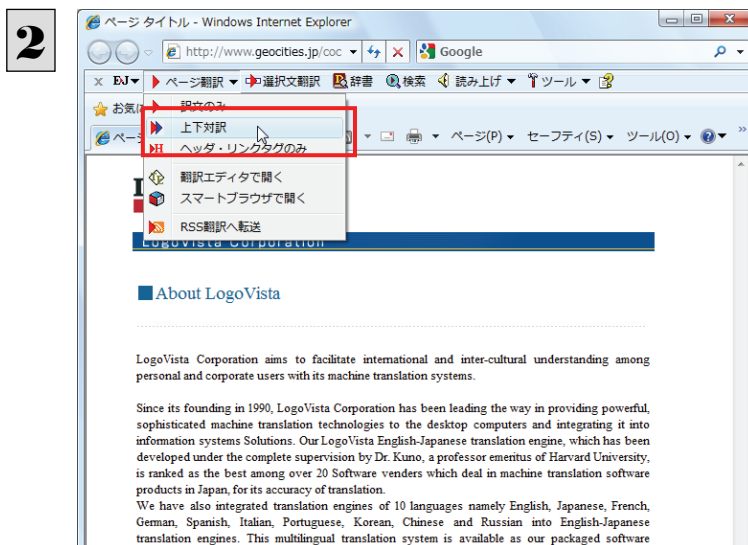 2
ページ タイトル - Windows Internet Explorer
http://www.geocities.jp/coc
Google
x EJ▼ ページ翻訳 ▼ 選択文翻訳 辞書 検索 読み上げ ▼ ツール ▼
お気に
訳文のみ
上下対訳
ページ(P) セーフティ(S) ツール(O) »
ヘッダ・リンクタグのみ
翻訳エディタで開く
スマートブラウザで開く
RSS翻訳へ転送
LogoVista Corporation
About LogoVista
LogoVista Corporation aims to facilitate international and inter-cultural understanding among
personal and corporate users with its machine translation systems.
Since its founding in 1990, LogoVista Corporation has been leading the way in providing powerful,
sophisticated machine translation technologies to the desktop computers and integrating it into
information systems Solutions. Our LogoVista English-Japanese translation engine, which has been
developed under the complete supervision by Dr. Kuno, a professor emeritus of Harvard University,
is ranked as the best among over 20 Software venders which deal in machine translation software
products in Japan, for its accuracy of translation.
We have also integrated translation engines of 10 languages namely English, Japanese, French,
German, Spanish, Italian, Portuguese, Korean, Chinese and Russian into English-Japanese
translation engines. This multilingual translation system is available as our packaged software